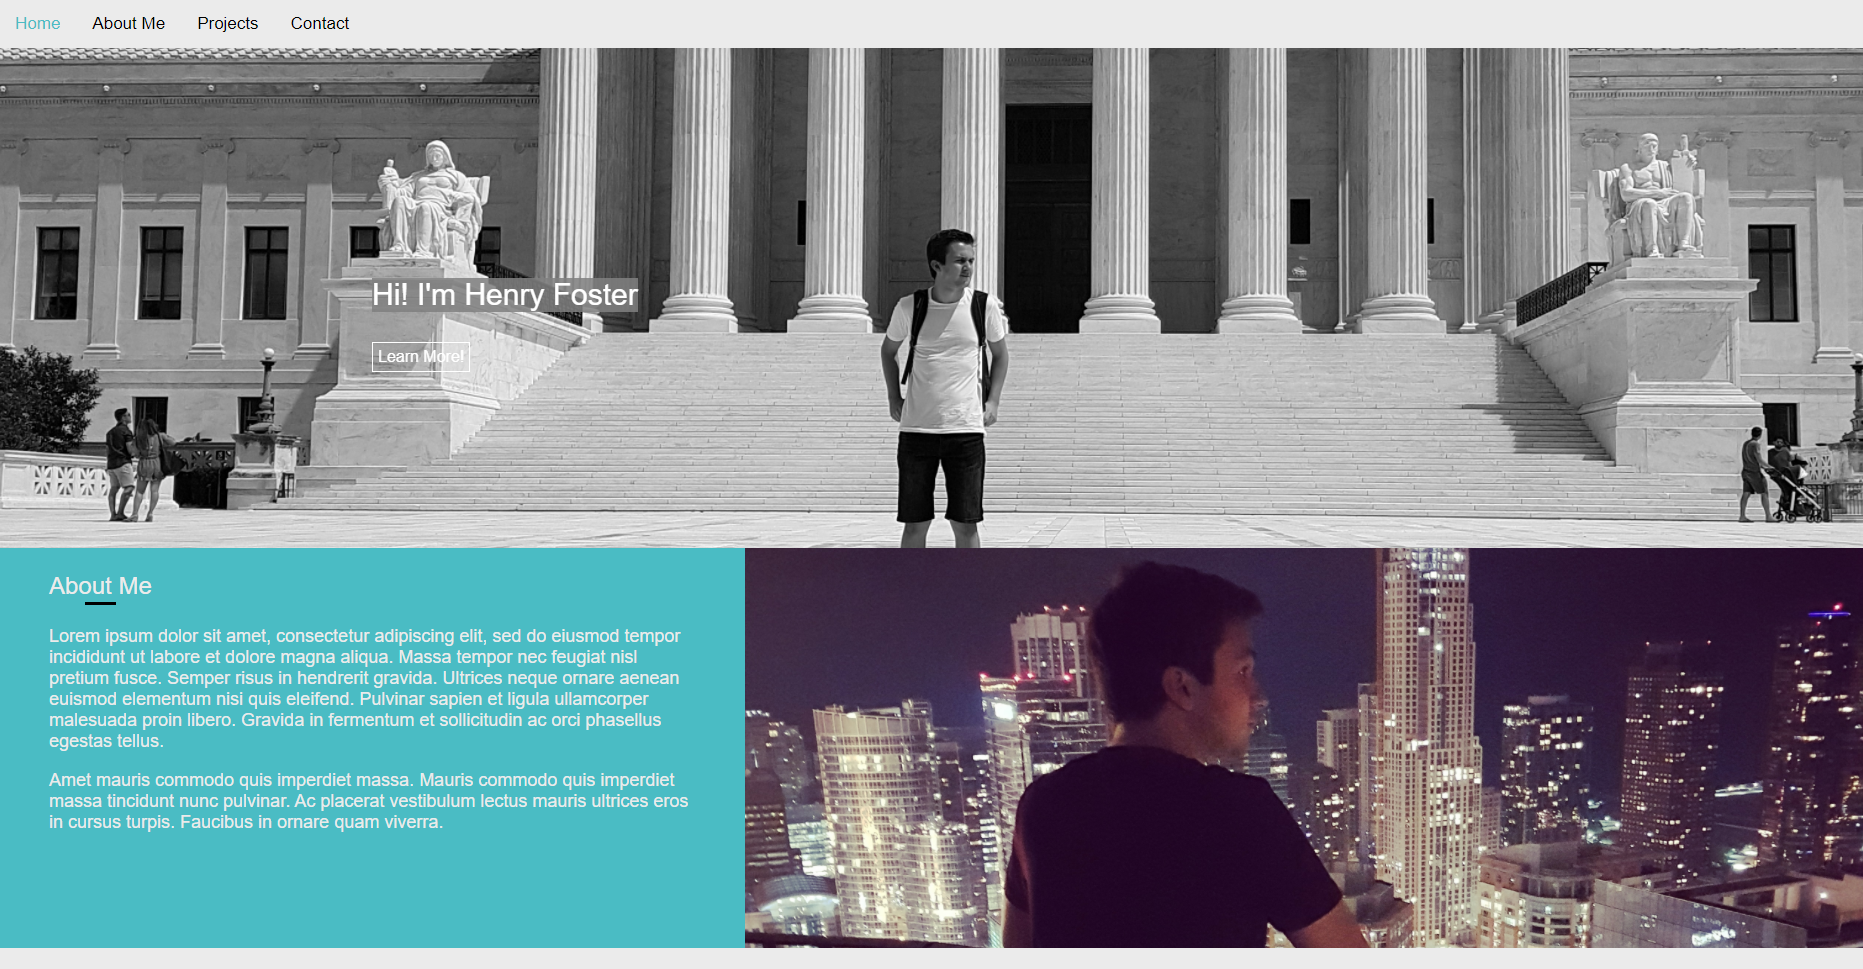 Home About Me Projects Contact
Hi! I'm Henry Foster
Learn More!
About Me
Lorem ipsum dolor sit amet, consectetur adipiscing elit, sed do eiusmod tempor
incididunt ut labore et dolore magna aliqua. Massa tempor nec feugiat nisl
pretium fusce. Semper risus in hendrerit gravida. Ultrices neque ornare aenean
euismod elementum nisi quis eleifend. Pulvinar sapien et ligula ullamcorper
malesuada proin libero. Gravida in fermentum et sollicitudin ac orci phasellus
egestas tellus.
Amet mauris commodo quis imperdiet massa. Mauris commodo quis imperdiet
massa tincidunt nunc pulvinar. Ac placerat vestibulum lectus mauris ultrices eros
in cursus turpis. Faucibus in ornare quam viverra.